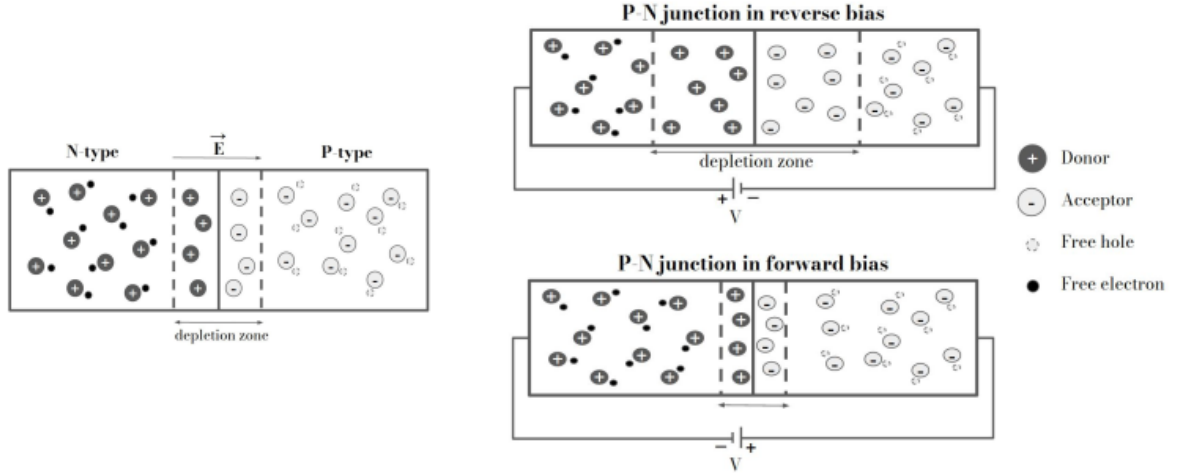 N-type
E
P-type
depletion zone
P-N junction in reverse bias
depletion zone
+ −
V
P-N junction in forward bias
− +
V
+ Donor
- Acceptor
Free hole
Free electron